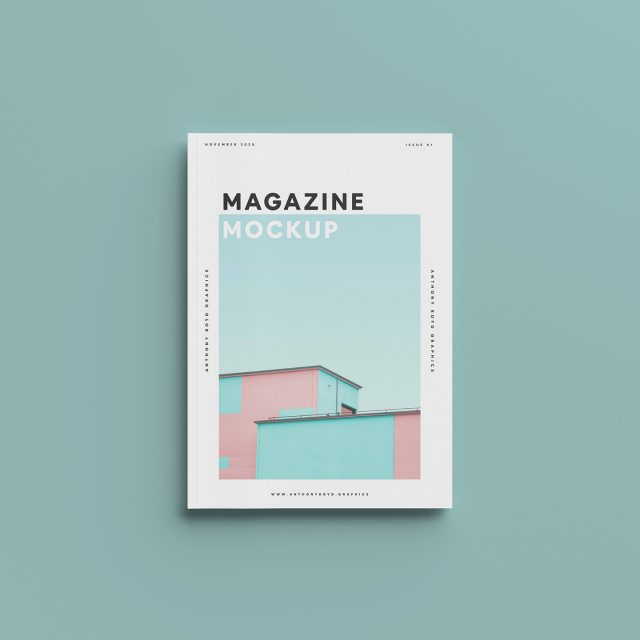 NOVEMBER 2020
ISSUE 01
MAGAZINE
MOCKUP
ANTHONY BOYD GRAPHICS
ANTHONY BOYD GRAPHICS
WWW.ANTHONYBOYD.GRAPHICS